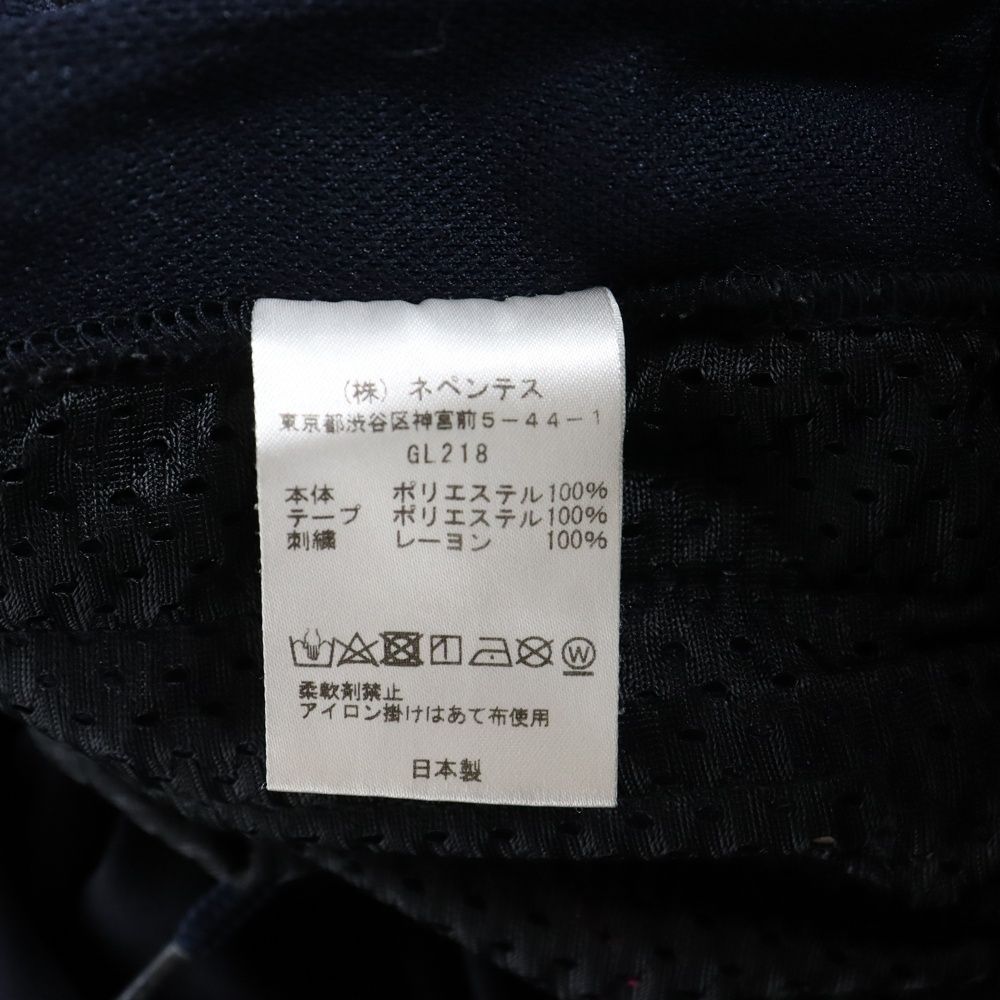 （株）ネペンテス
東京都渋谷区神宮前5-44-1
GL218
本体 ポリエステル100%
テープ ポリエステル100%
刺繍 レーヨン 100%
W
柔軟剤禁止
アイロン掛けはあて布使用
日本製